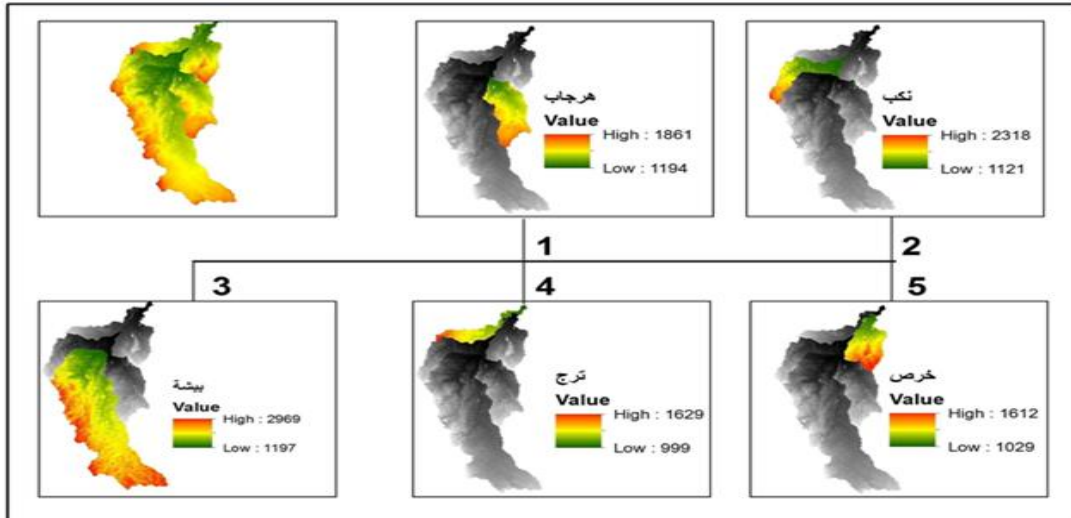 هرجاب
Value
High : 1861
Low : 1194
نكب
Value
High : 2318
Low : 1121
1
2
3
4
5
بيشة
Value
High : 2969
Low : 1197
ترج
Value
High : 1629
Low : 999
خرص
Value
High : 1612
Low : 1029